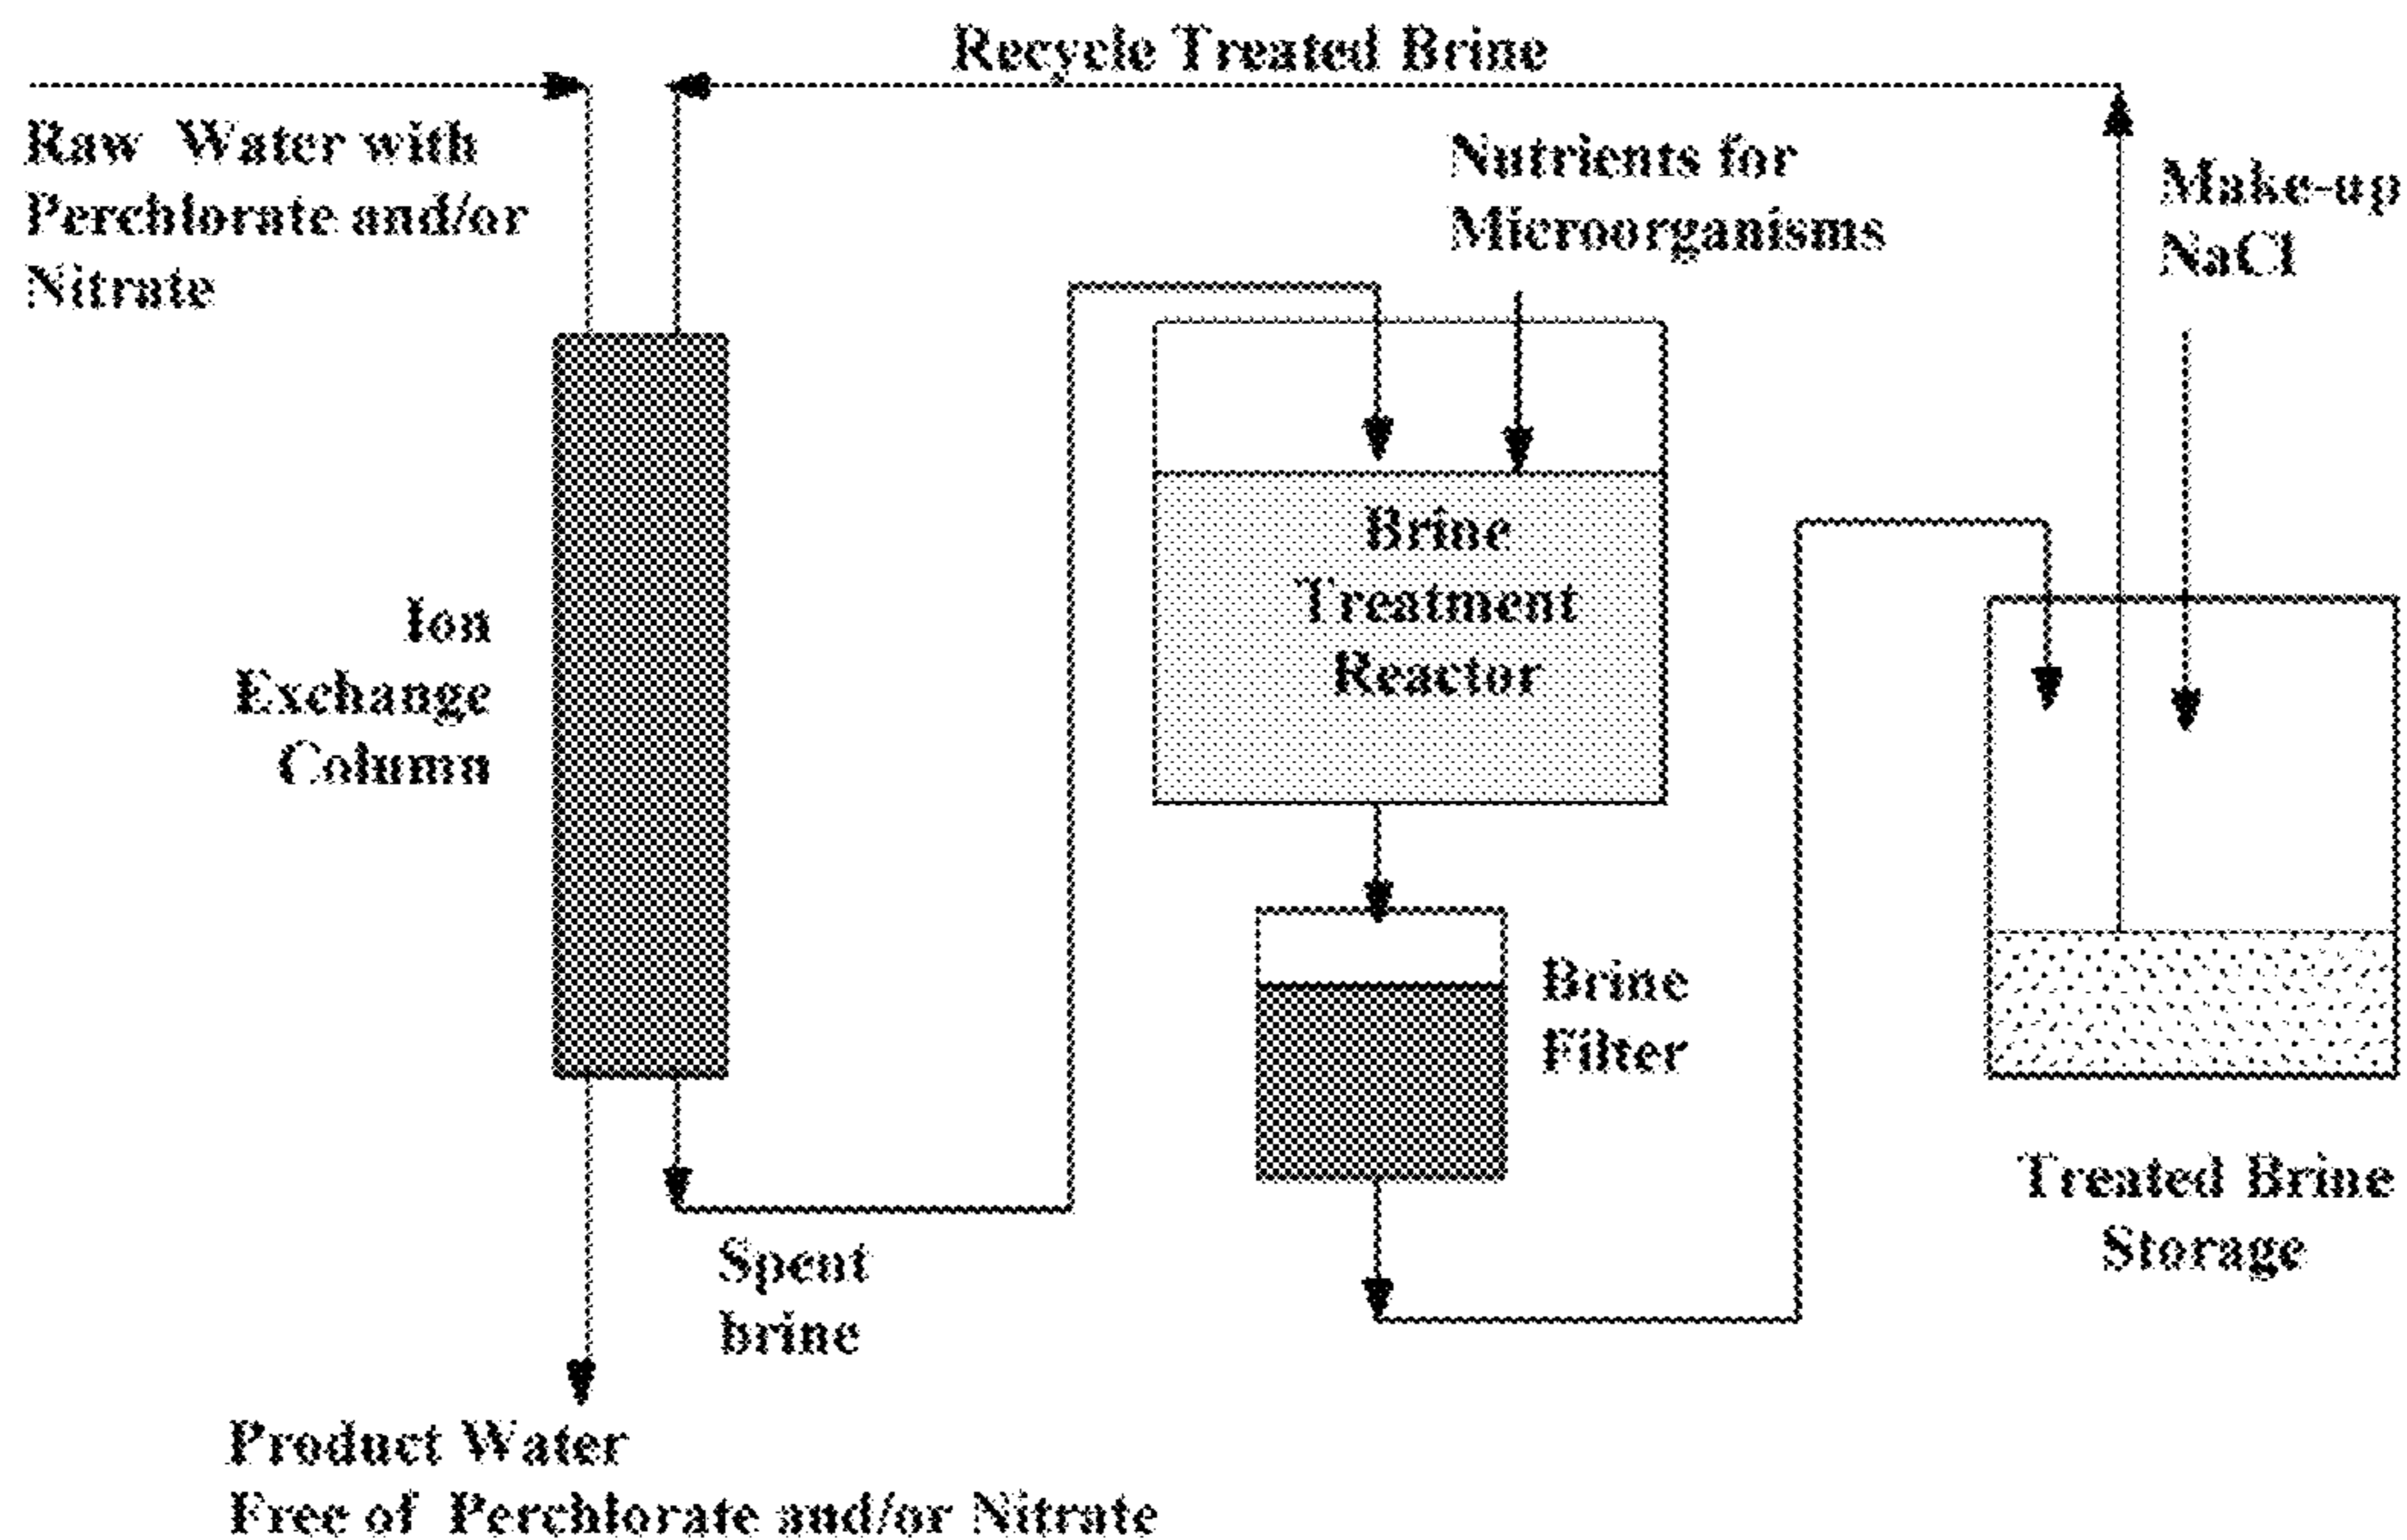 Recycle Treated Brine
Raw Water with
Perchlorate and/or
Nitrate
Nutrients for
Microorganisms
Make-up
NaCl
Ion
Exchange
Column
Brine
Treatment
Reactor
Brine
Filter
Treated Brine
Storage
Spent
brine
Product Water
Free of Perchlorate and/or Nitrate